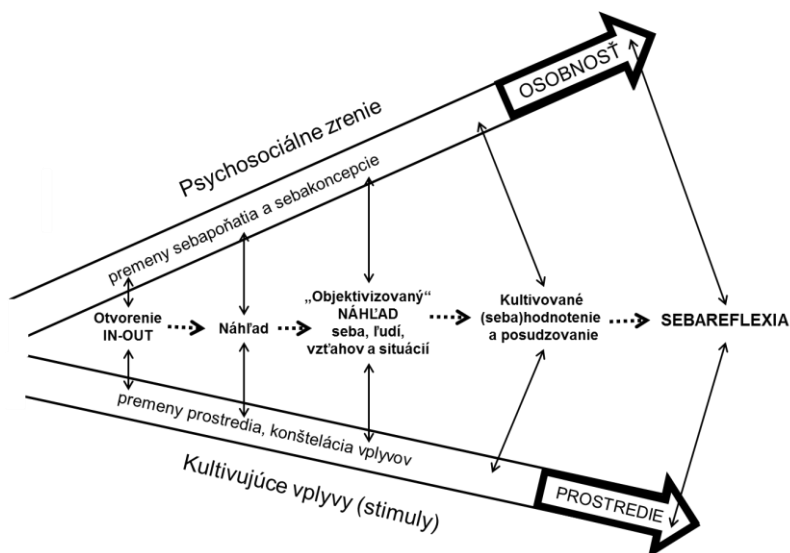 OSOBNOSŤ
Psychosociálne zrenie
premeny sebapoňatia a sebakoncepcie
Otvorenie
IN-OUT
Náhľad
„Objektivizovaný“
NÁHĽAD
seba, ľudí,
vzťahov a situácií
Kultivované
(seba)hodnotenie
a posudzovanie
SEBAREFLEXIA
premeny prostredia, konštelácia vplyvov
Kultivujúce vplyvy (stimuly)
PROSTREDIE